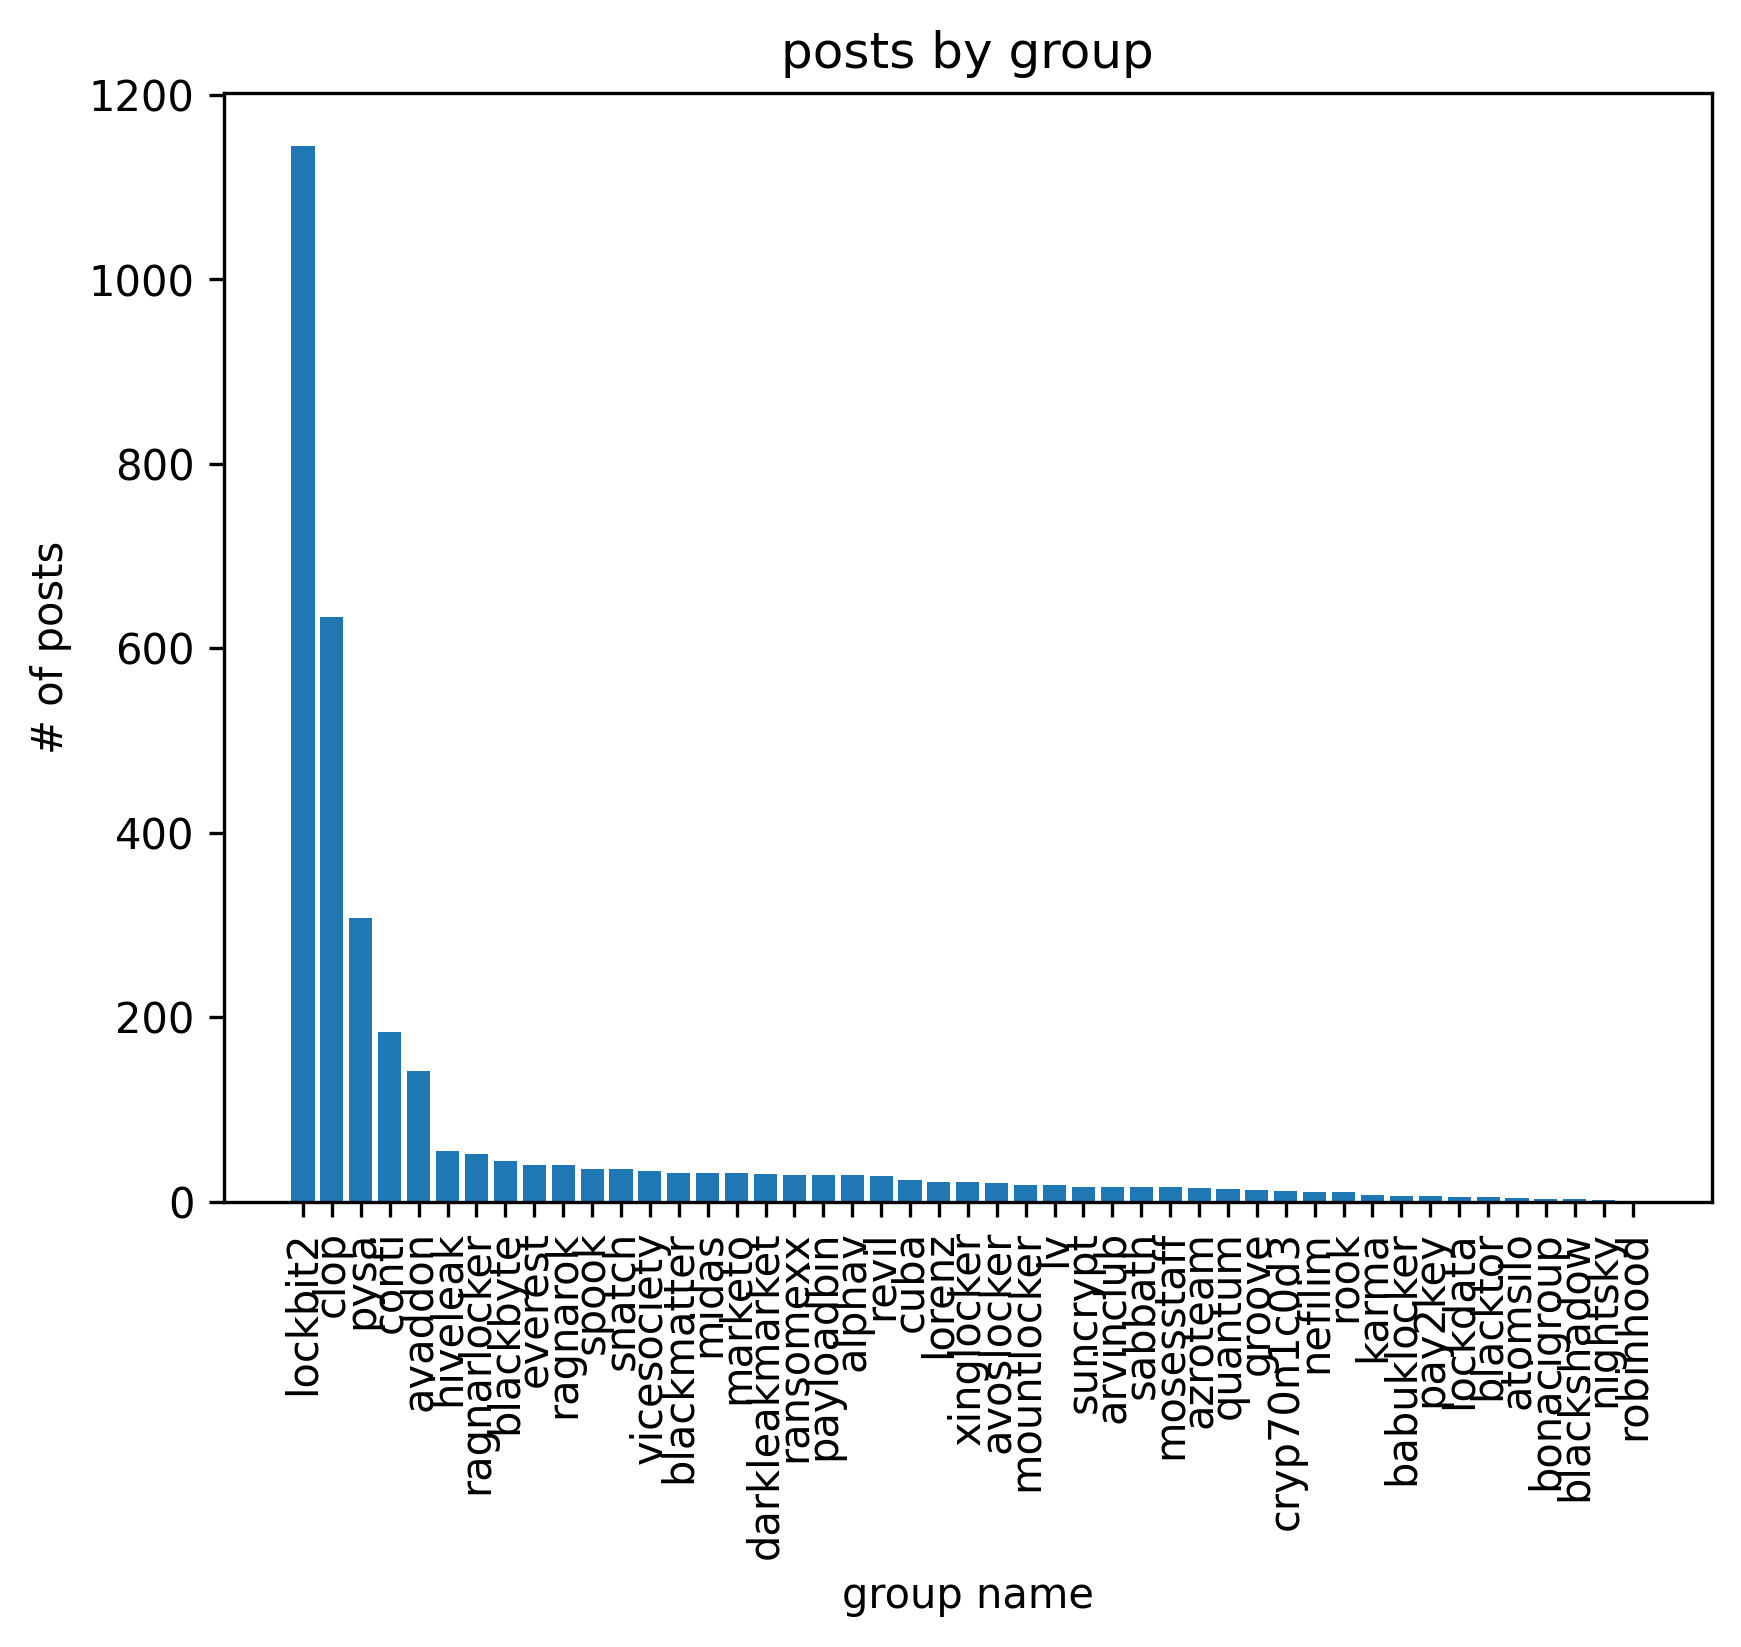 posts by group
1200
1000
800
600
400
200
0
# of posts
lockbit2
clop
pysa
conti
avaddon
hiveleak
ragnarlocker
blackbyte
everest
ragnarok
spook
snatch
vicesociety
blackmatter
midas
marketo
darkleakmarket
ransomexx
payloadbin
alphav
revil
cuba
lorenz
xinglocker
avoslocker
mountlocker
lv
suncrypt
arvinclub
sabbath
mosesstaff
azroteam
quantum
groove
cryp70n1c0d3
nefilim
rook
karma
babuklocker
pay2key
lockdata
blacktor
atomsilo
bonacigroup
blackshadow
nightsky
robinhood
group name